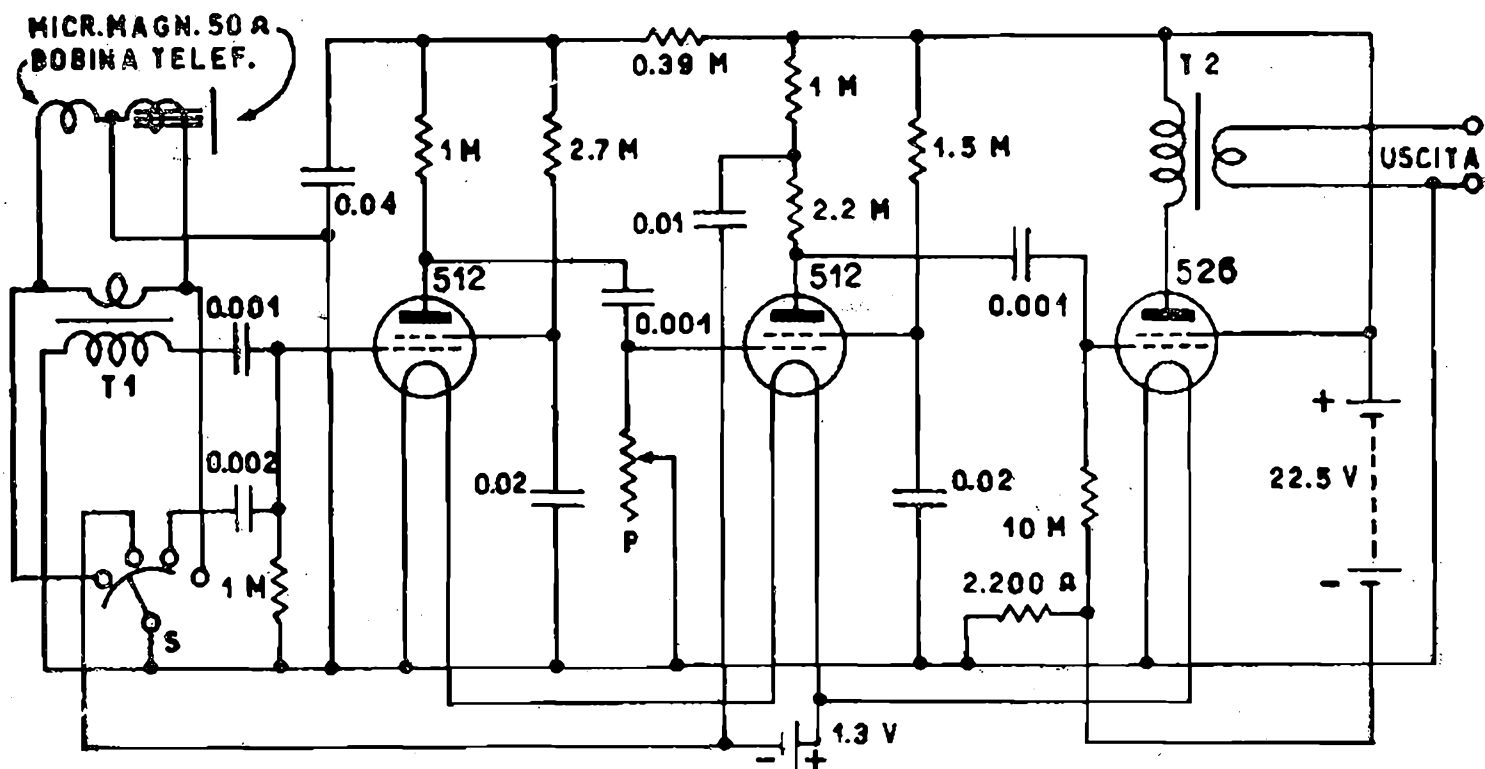 MICR.MAGN. 50 Ω
BOBINA TELEF.
0.39 M
T 2
1 M
1 M
2.7 M
1.5 M
USCITA
0.04
0.01
2.2 M
512
512
526
0.001
0.001
0.001
T1
+
0.002
0.02
0.02
22.5 V
10 M
P
1 M
2.200 Ω
-
S
1.3 V
- +